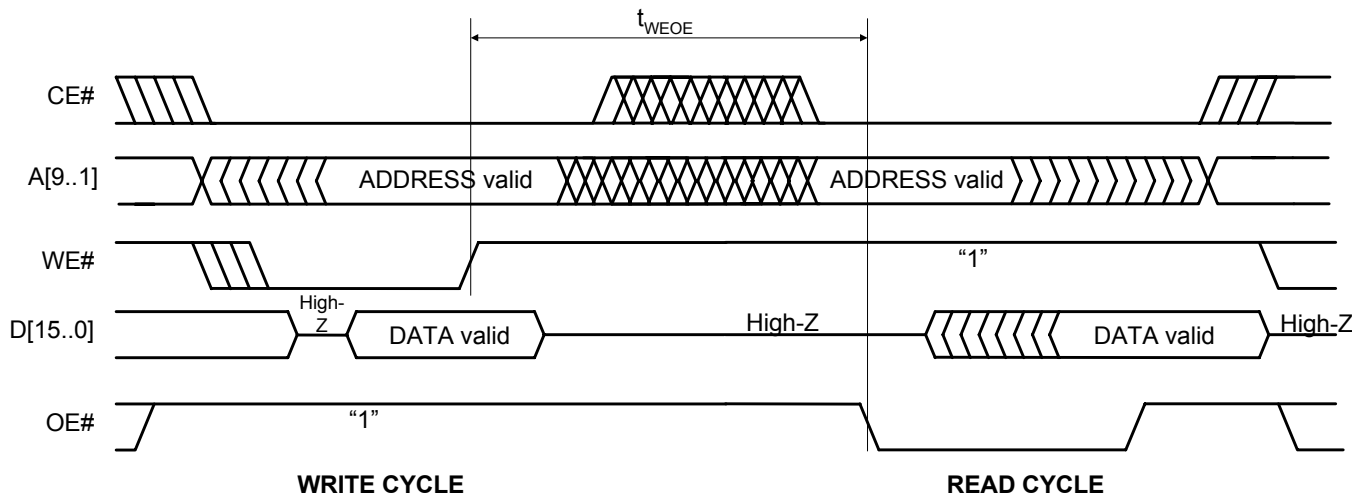 tWEOE
CE#
A[9..1] ADDRESS valid ADDRESS valid
WE# “1”
High-
Z
D[15..0] DATA valid High-Z DATA valid High-Z
OE# “1”
WRITE CYCLE READ CYCLE